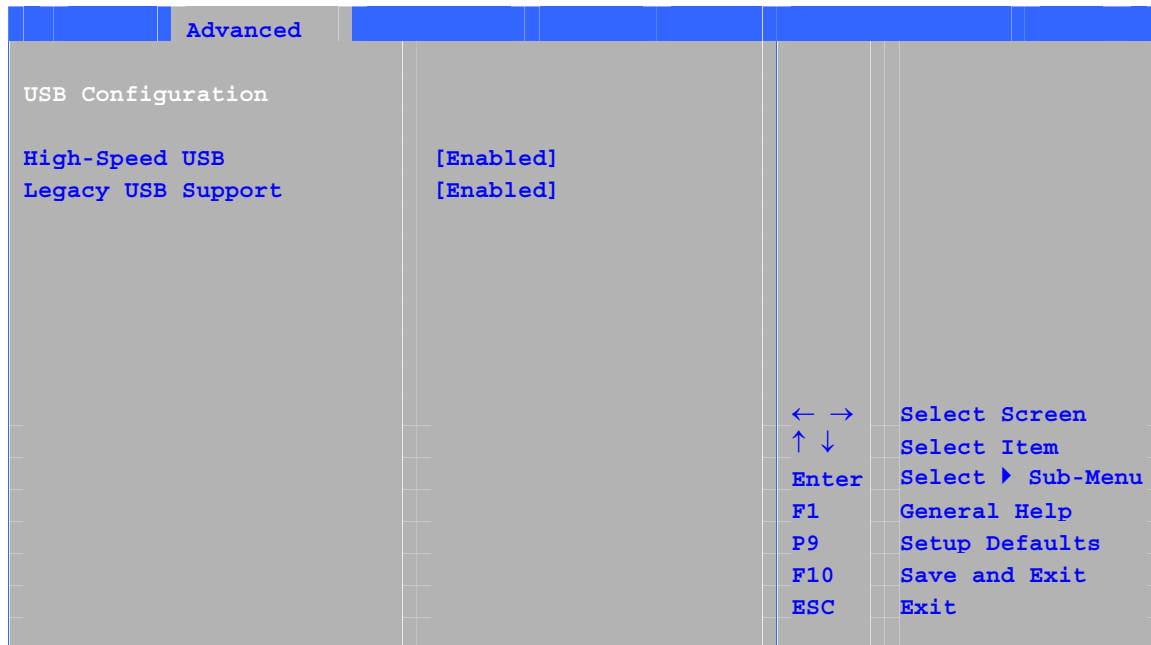 Advanced
USB Configuration
High-Speed USB [Enabled]
Legacy USB Support [Enabled]
← → Select Screen
↑ ↓ Select Item
Enter Select ▶ Sub-Menu
F1 General Help
P9 Setup Defaults
F10 Save and Exit
ESC Exit